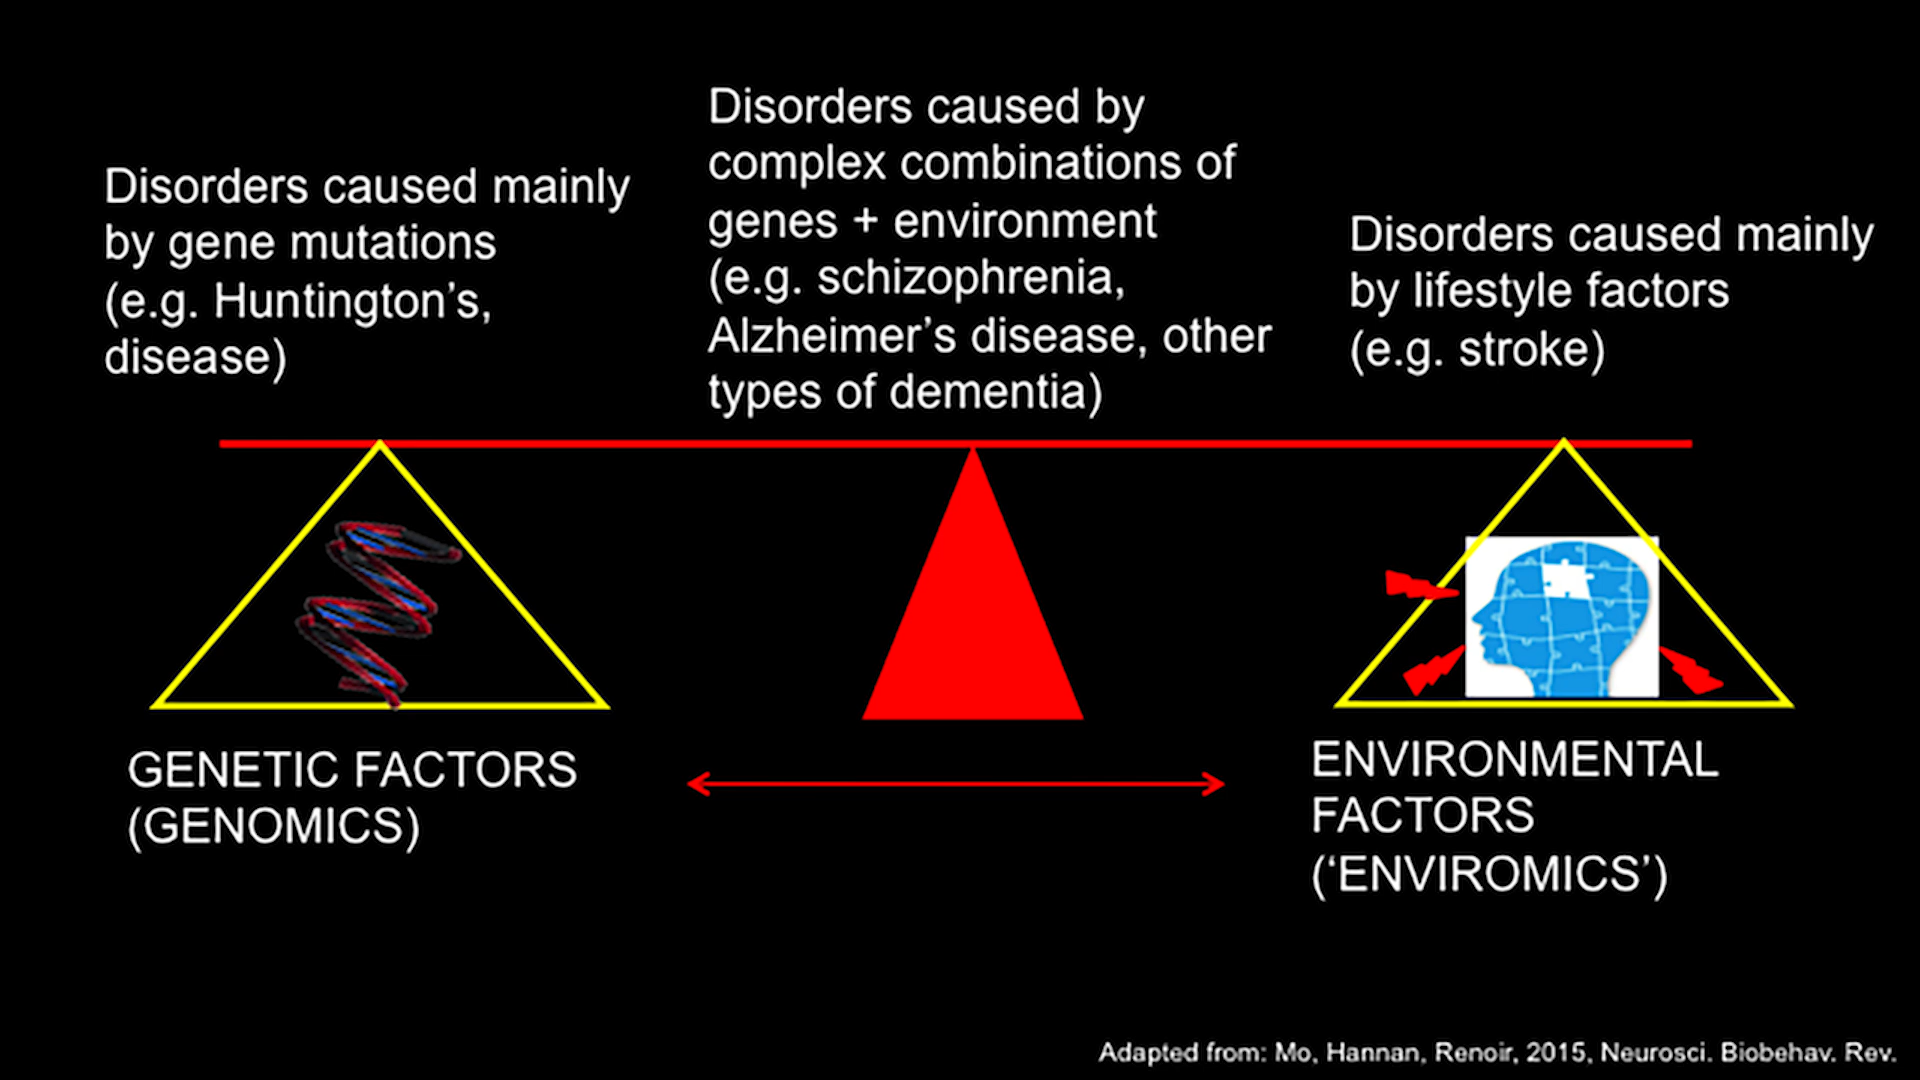 Disorders caused mainly
by gene mutations
(e.g. Huntington’s,
disease)
Disorders caused by
complex combinations of
genes + environment
(e.g. schizophrenia,
Alzheimer’s disease, other
types of dementia)
Disorders caused mainly
by lifestyle factors
(e.g. stroke)
GENETIC FACTORS
(GENOMICS)
ENVIRONMENTAL
FACTORS
(‘ENVIROMICS’)
Adapted from: Mo, Hannan, Renoir, 2015, Neurosci. Biobehav. Rev.